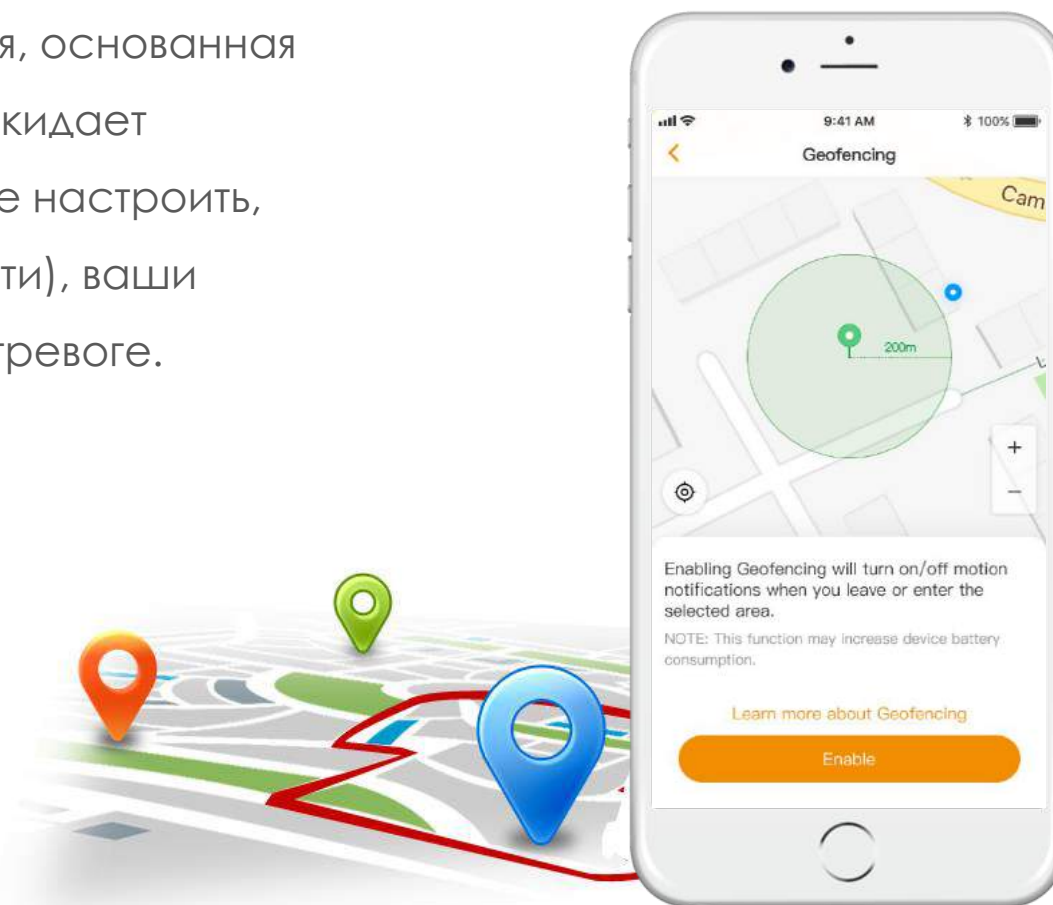 я, основанная
кидает
е настроить,
ти), ваши
тревоге.
9:41 AM
100%
Geofencing
Cam
200m
+
−
Enabling Geofencing will turn on/off motion
notifications when you leave or enter the
selected area.
NOTE: This function may increase device battery
consumption.
Learn more about Geofencing
Enable